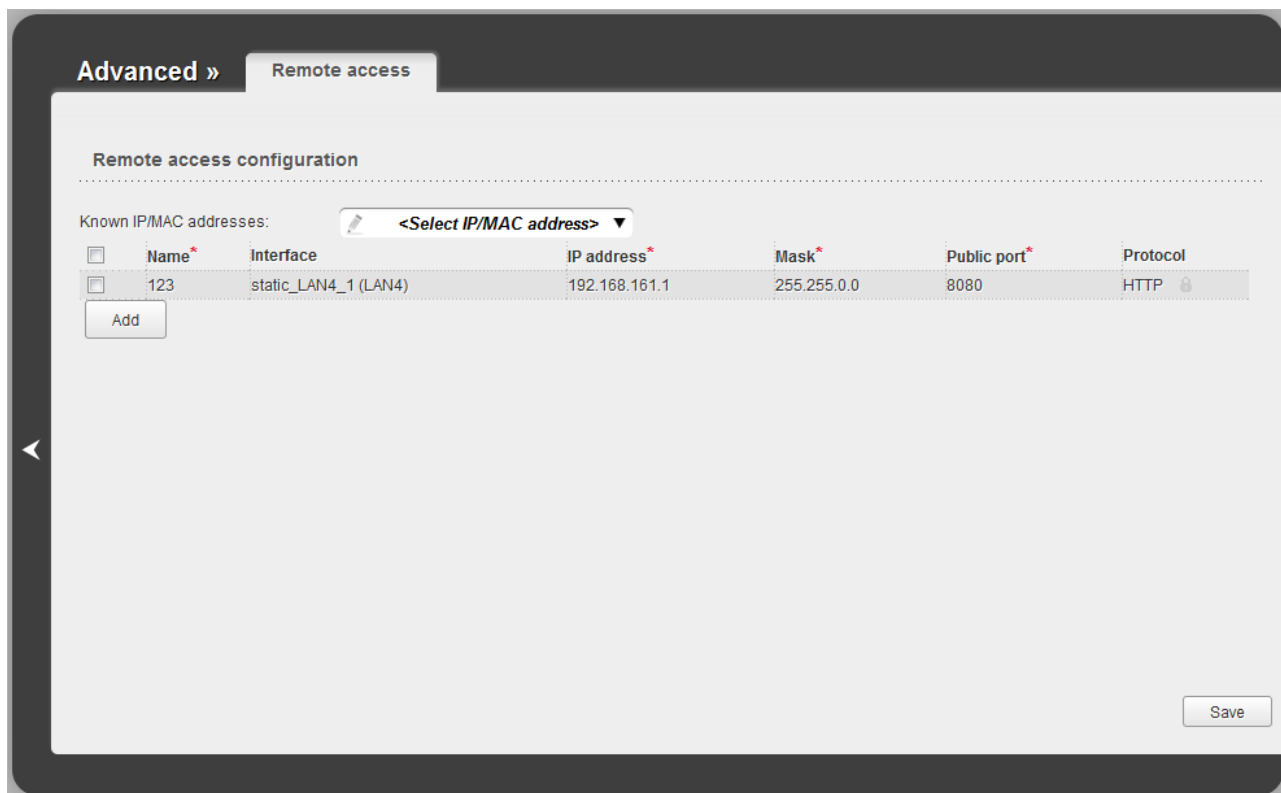 Advanced » Remote access
Remote access configuration
Known IP/MAC addresses: <Select IP/MAC address> ▼
Name* Interface IP address* Mask* Public port* Protocol
123 static_LAN4_1 (LAN4) 192.168.161.1 255.255.0.0 8080 HTTP
Add
Save